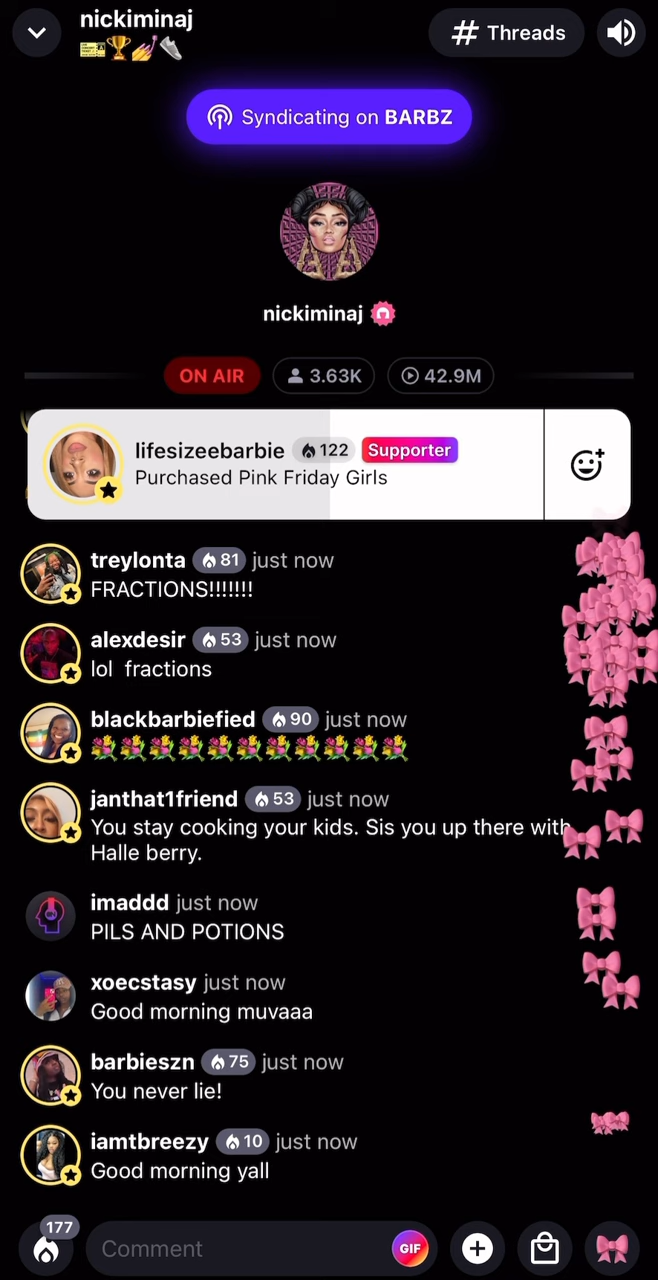 nickiminaj
Threads
Syndicating on BARBZ
nickiminaj
ON AIR
3.63K
42.9M
lifesizeebarbie 122 Supporter
Purchased Pink Friday Girls
treylonta 81 just now
FRACTIONS!!!!!!!
alexdesir 53 just now
lol fractions
blackbarbiefied 90 just now
janthat1friend 53 just now
You stay cooking your kids. Sis you up there with
Halle berry.
imaddd just now
PILS AND POTIONS
xoecstasy just now
Good morning muvaaa
barbieszn 75 just now
You never lie!
iamtbreezy 10 just now
Good morning yall
177
Comment
GIF